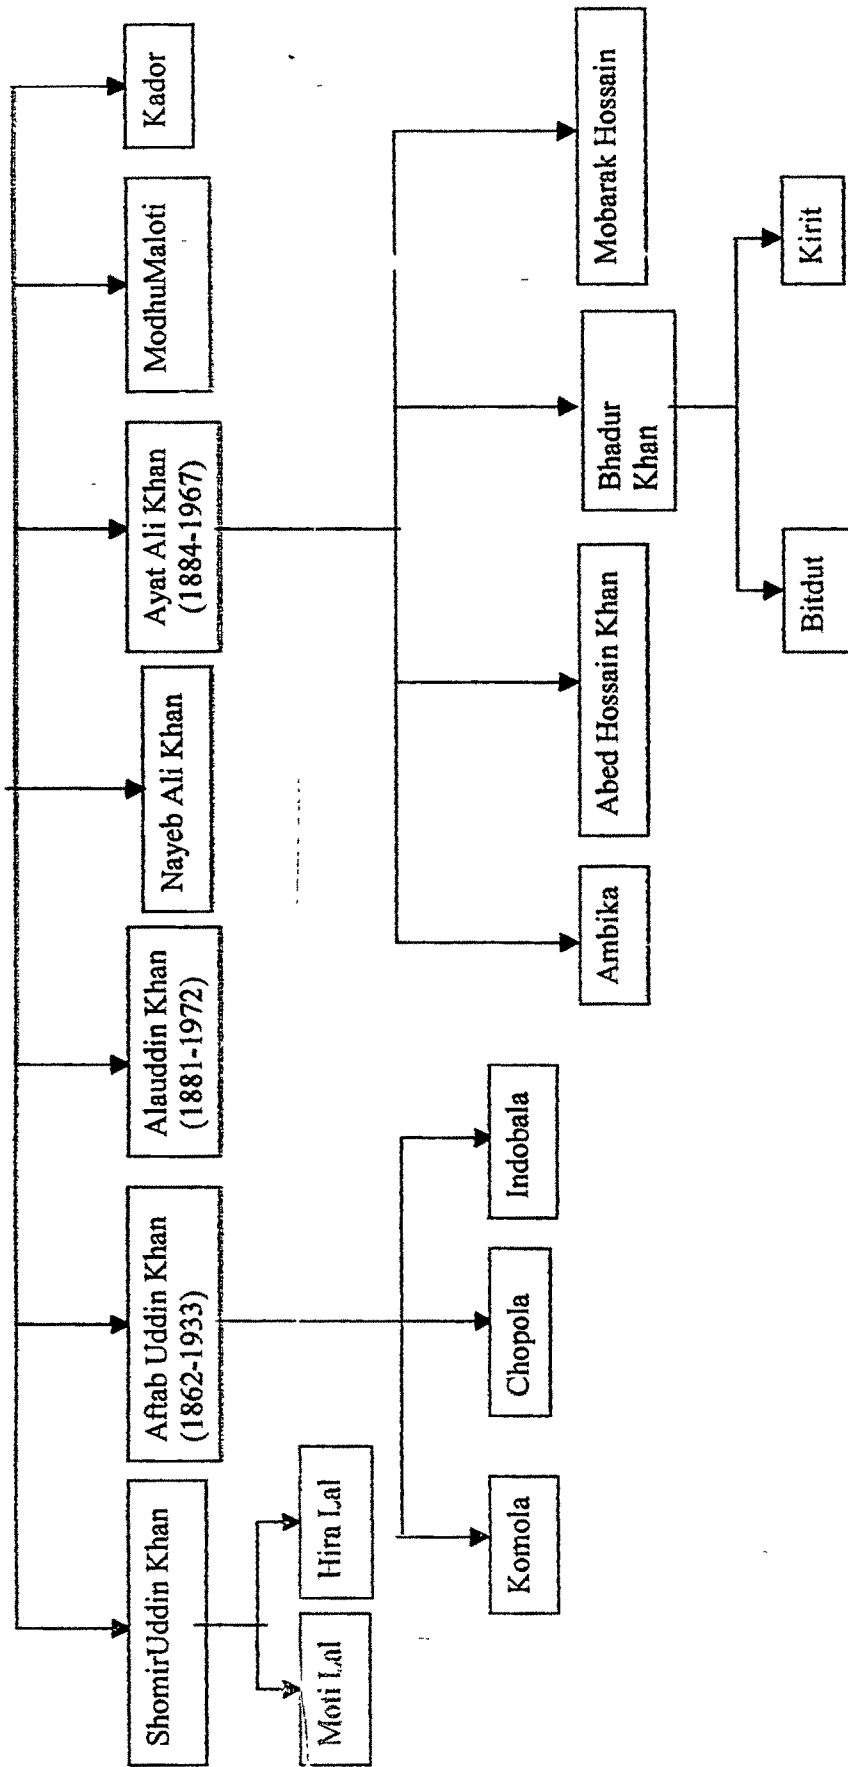 ShomirUddin Khan
Aftab Uddin Khan
(1862-1933)
Alauddin Khan
(1881-1972)
Nayeb Ali Khan
Ayat Ali Khan
(1884-1967)
ModhuMaloti
Kador
Moti Lal
Hira Lal
Komola
Chopola
Indobala
Ambika
Abed Hossain Khan
Bhadur
Khan
Mobarak Hossain
Bitdut
Kirit